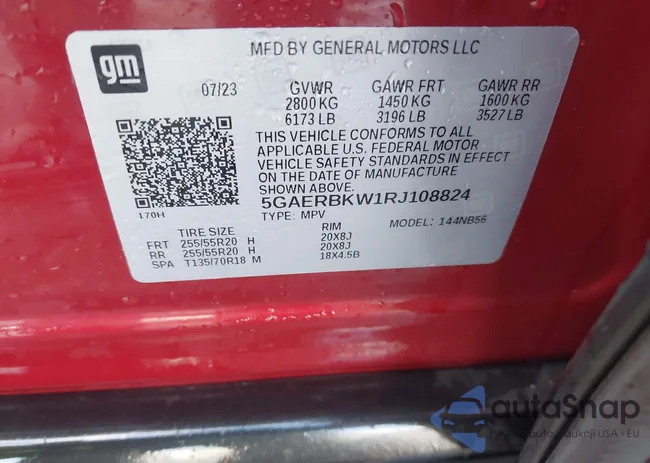 gm
MFD BY GENERAL MOTORS LLC
07/23 GVWR GAWR FRT GAWR RR
2800 KG 1450 KG 1600 KG
6173 LB 3196 LB 3527 LB
THIS VEHICLE CONFORMS TO ALL
APPLICABLE U.S. FEDERAL MOTOR
VEHICLE SAFETY STANDARDS IN EFFECT
ON THE DATE OF MANUFACTURE
SHOWN ABOVE.
5GAERBKW1RJ108824
170H
TYPE: MPV MODEL: 144NB56
TIRE SIZE RIM
FRT 255/55R20 H 20X8J
RR 255/55R20 H 20X8J
SPA T135/70R18 M 18X4.5B
autoSnap
USA • EU